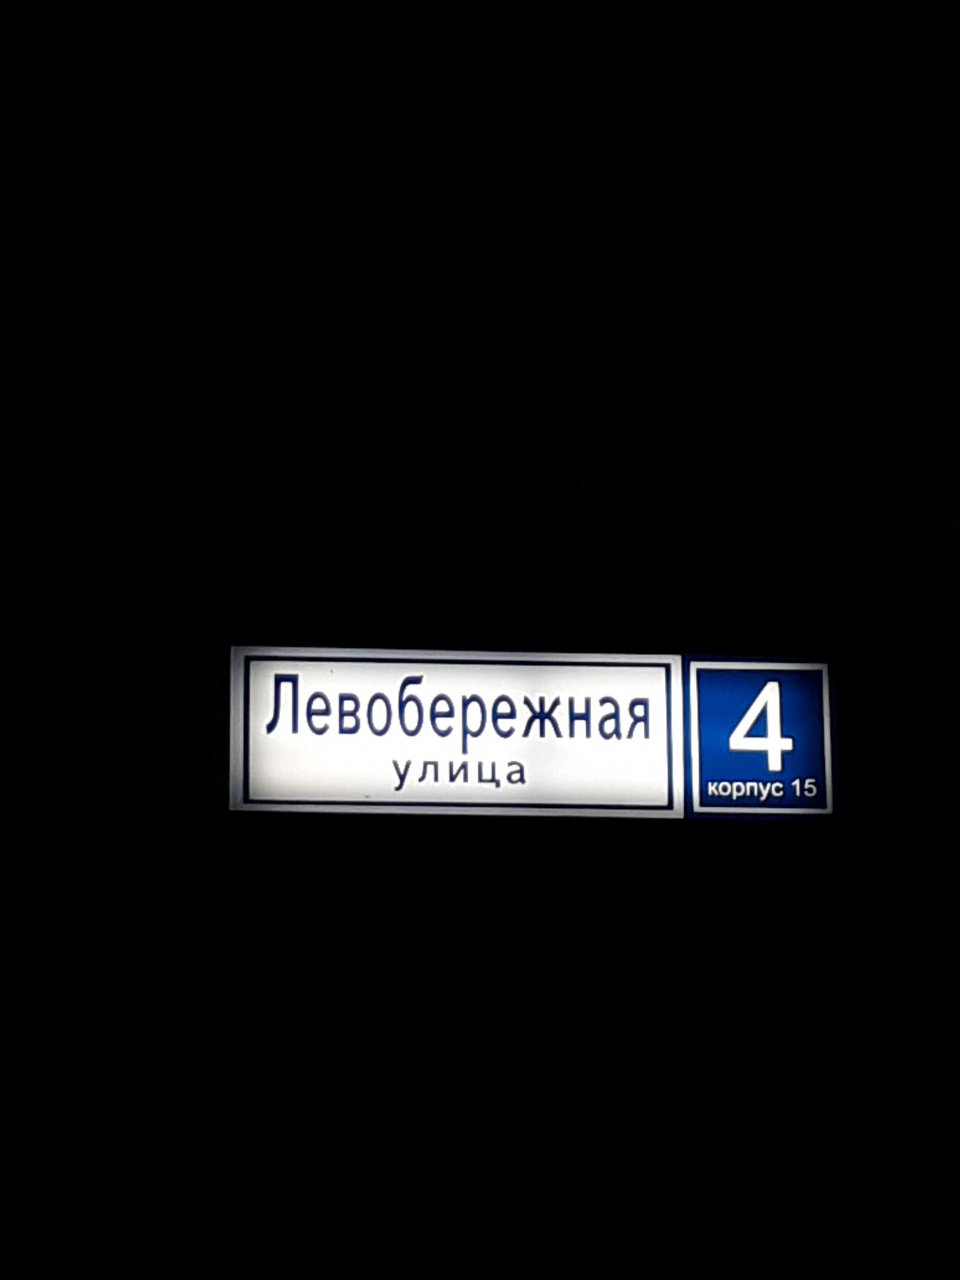 Левобережная
улица
4
корпус 15